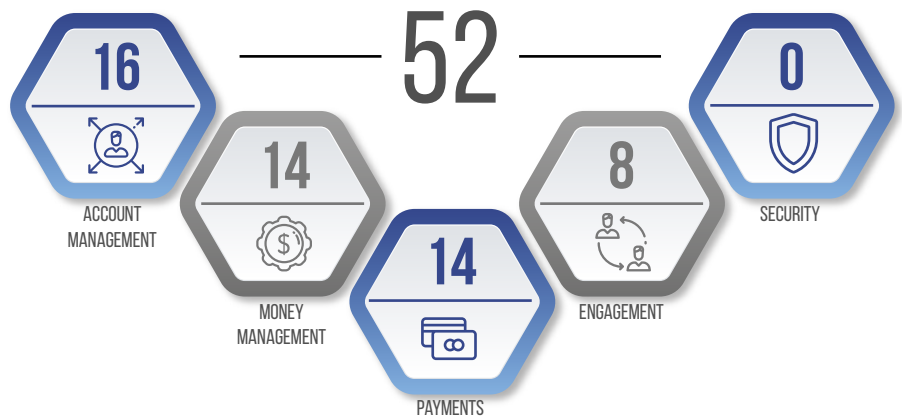 52
16
ACCOUNT
MANAGEMENT
14
$
MONEY
MANAGEMENT
14
PAYMENTS
8
ENGAGEMENT
0
SECURITY